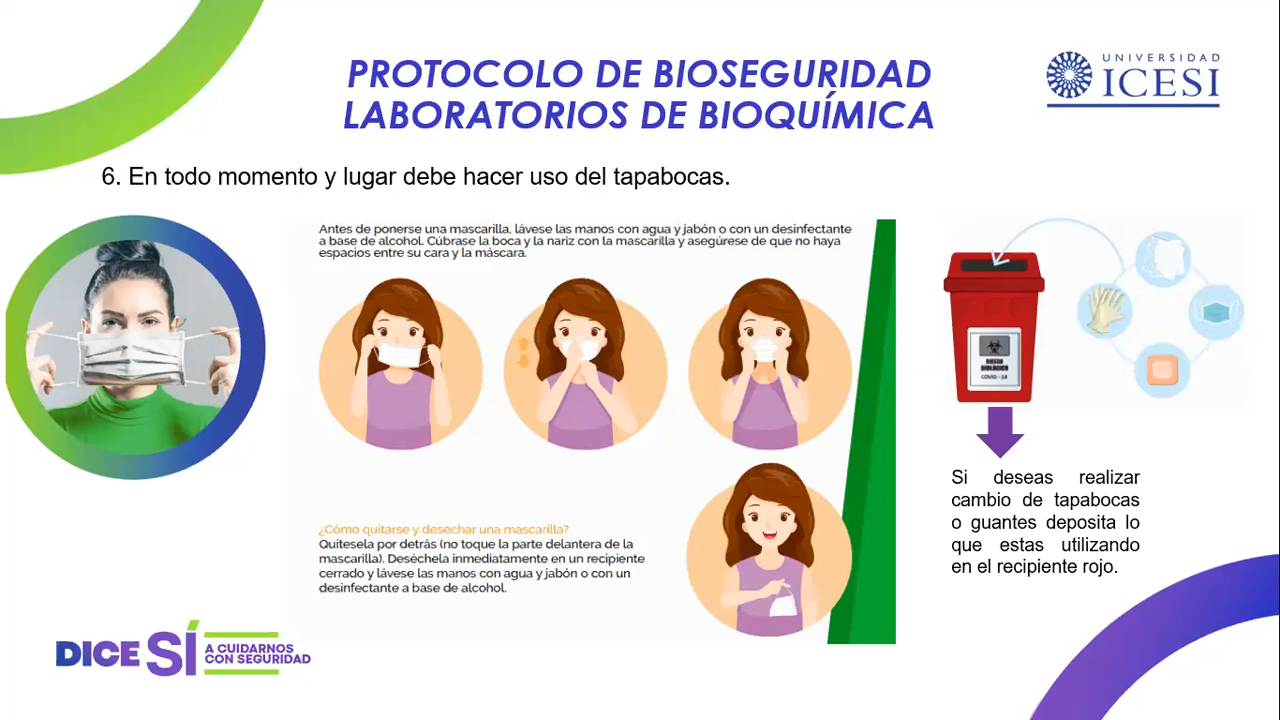 PROTOCOLO DE BIOSEGURIDAD
LABORATORIOS DE BIOQUÍMICA
UNIVERSIDAD
ICESI
6. En todo momento y lugar debe hacer uso del tapabocas.
Antes de ponerse una mascarilla, lávese las manos con agua y jabón o con un desinfectante
a base de alcohol. Cúbrase la boca y la nariz con la mascarilla y asegúrese de que no haya
espacios entre su cara y la máscara.
¿Cómo quitarse y desechar una mascarilla?
Quítesela por detrás (no toque la parte delantera de la
mascarilla). Deséchela inmediatamente en un recipiente
cerrado y lávese las manos con agua y jabón o con un
desinfectante a base de alcohol.
RIESGO
BIOLÓGICO
COVID - 19
Si deseas realizar
cambio de tapabocas
o guantes deposita lo
que estas utilizando
en el recipiente rojo.
DICE SÍ
A CUIDARNOS
CON SEGURIDAD